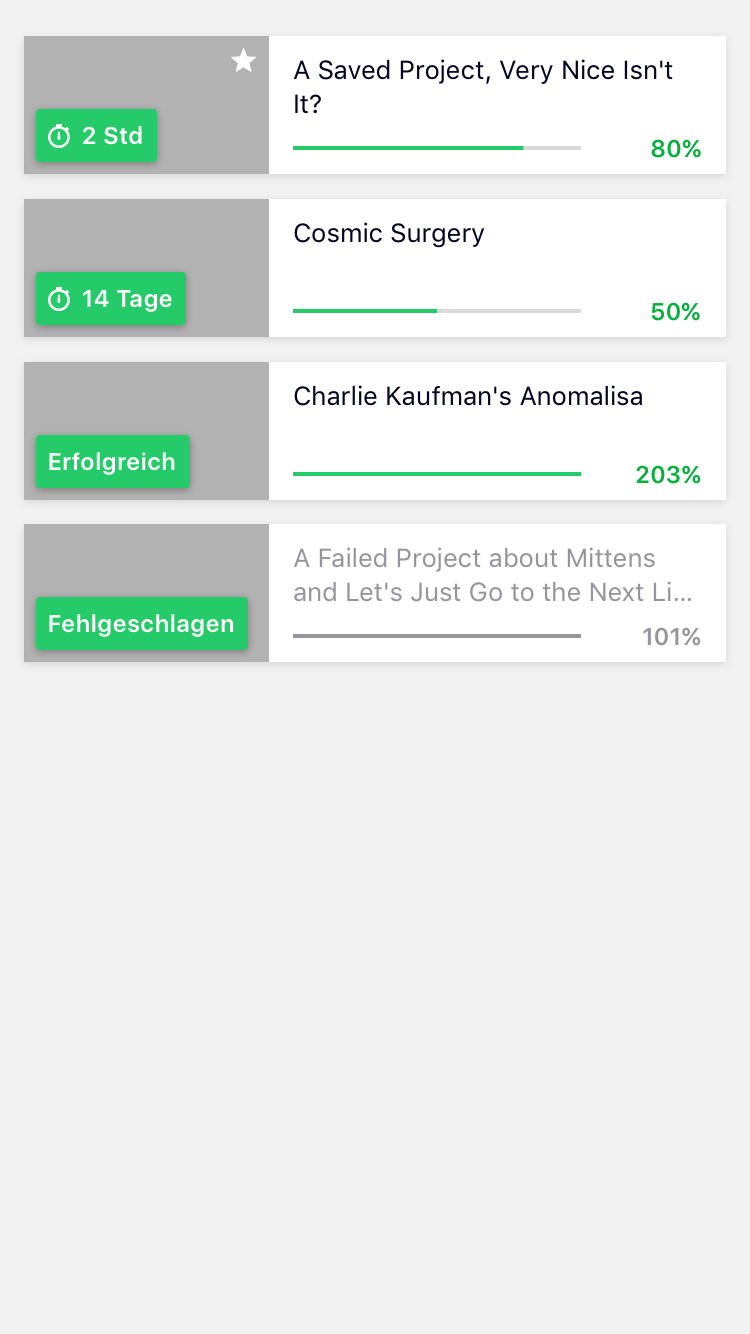 2 Std
A Saved Project, Very Nice Isn't
It?
80%
14 Tage
Cosmic Surgery
50%
Erfolgreich
Charlie Kaufman's Anomalisa
203%
Fehlgeschlagen
A Failed Project about Mittens
and Let's Just Go to the Next Li...
101%